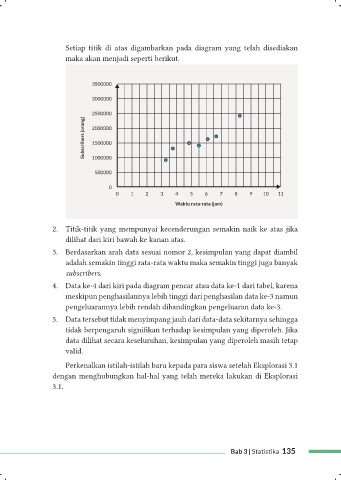 Setiap titik di atas digambarkan pada diagram yang telah disediakan
maka akan menjadi seperti berikut.
3500000
3000000
2500000
2000000
1500000
1000000
500000
0
Subscribers (orang)
0 1 2 3 4 5 6 7 8 9 10 11
Waktu rata-rata (jam)
2. Titik-titik yang mempunyai kecenderungan semakin naik ke atas jika
dilihat dari kiri bawah ke kanan atas.
3. Berdasarkan arah data sesuai nomor 2, kesimpulan yang dapat diambil
adalah semakin tinggi rata-rata waktu maka semakin tinggi juga banyak
subscribers.
4. Data ke-4 dari kiri pada diagram pencar atau data ke-1 dari tabel, karena
meskipun penghasilannya lebih tinggi dari penghasilan data ke-3 namun
pengeluarannya lebih rendah dibandingkan pengeluaran data ke-3.
5. Data tersebut tidak menyimpang jauh dari data-data sekitarnya sehingga
tidak berpengaruh signifikan terhadap kesimpulan yang diperoleh. Jika
data dilihat secara keseluruhan, kesimpulan yang diperoleh masih tetap
valid.
Perkenalkan istilah-istilah baru kepada para siswa setelah Eksplorasi 3.1
dengan menghubungkan hal-hal yang telah mereka lakukan di Eksplorasi
3.1.
Bab 3 | Statistika 135